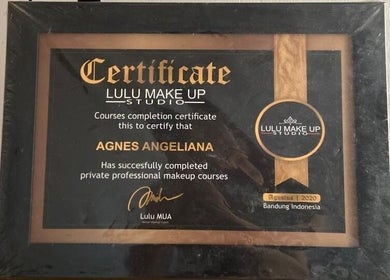 Certificate
LULU MAKE UP
STUDIO
Courses completion certificate
this to certify that
AGNES ANGELIANA
Has succesfully completed
private professional makeup courses
Lulu MUA
LULU MAKE UP
STUDIO
Agustus | 2020
Bandung Indonesia